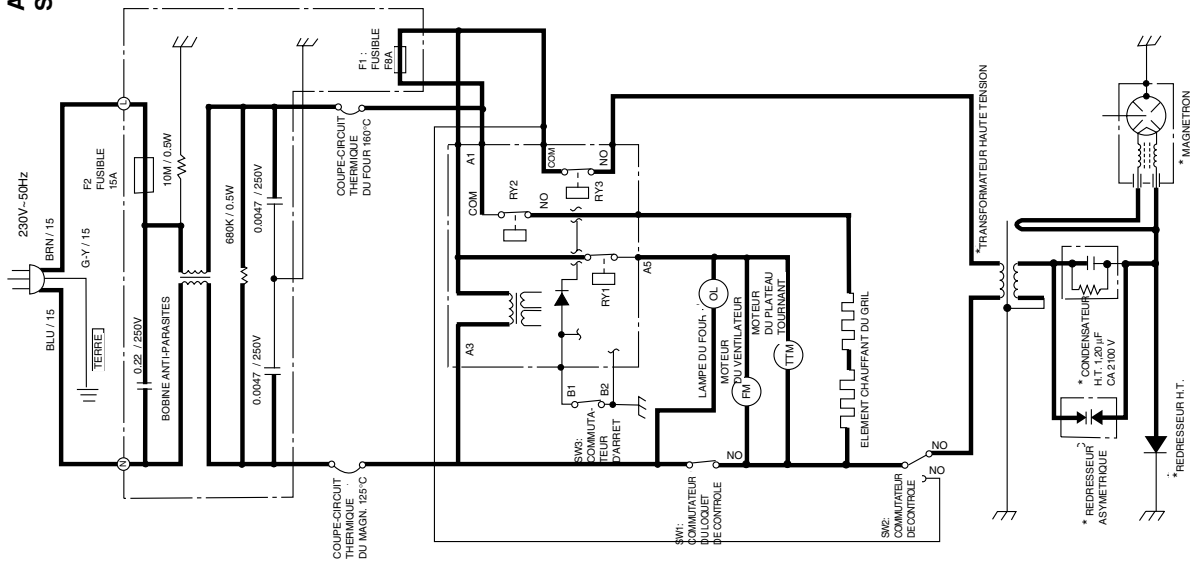 A
S
230V~50Hz
BLU / 15
BRN / 15
G-Y / 15
TERRE
N
L
F2
FUSIBLE
15A
0.22 / 250V
10M / 0.5W
BOBINE ANTI-PARASITES
680K / 0.5W
0.0047 / 250V
0.0047 / 250V
F1 :
FUSIBLE
F8A
COUPE-CIRCUIT
THERMIQUE
DU MAGN. 125°C
COUPE-CIRCUIT
THERMIQUE
DU FOUR 160°C
A3
A1
COM
RY2
NO
COM
NO
RY3
RY1
A5
B1
B2
SW3:
COMMUTA-
TEUR
D'ARRET
LAMPE DU FOUR :
OL
MOTEUR
DU VENTILATEUR
FM
MOTEUR
DU PLATEAU
TOURNANT
TTM
ELEMENT CHAUFFANT DU GRIL
SW1:
COMMUTATEUR
DU LOQUET
DE CONTROLE
NO
SW2:
COMMUTATEUR
DE CONTROLE
NO
NO
*TRANSFORMATEUR HAUTE TENSION
* CONDENSATEUR
H.T. 1,20 µF
CA 2100 V
* REDRESSEUR
ASYMETRIQUE
* REDRESSEUR H.T.
* MAGNETRON